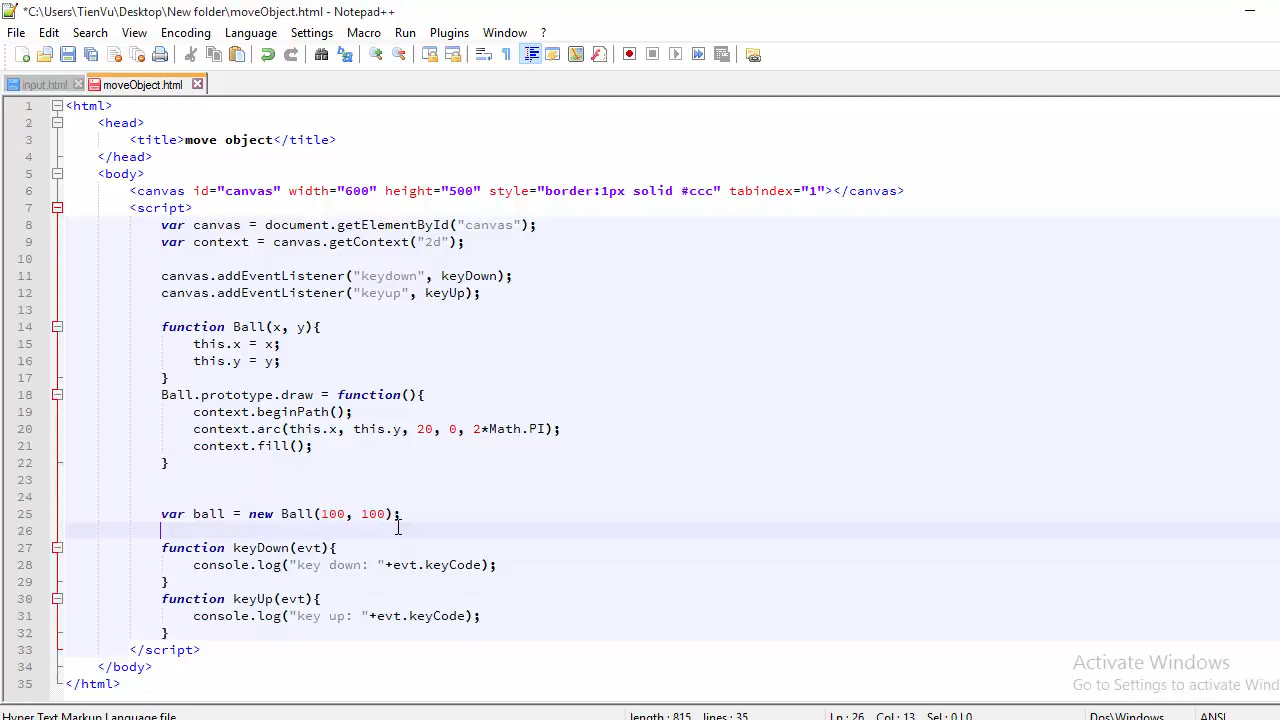 *C:\Users\TienVu\Desktop\New folder\moveObject.html - Notepad++
File Edit Search View Encoding Language Settings Macro Run Plugins Window ?
input.html moveObject.html
1 <html>
2 <head>
3 <title>move object</title>
4 </head>
5 <body>
6 <canvas id="canvas" width="600" height="500" style="border:1px solid #ccc" tabindex="1"></canvas>
7 <script>
8 var canvas = document.getElementById("canvas");
9 var context = canvas.getContext("2d");
10
11 canvas.addEventListener("keydown", keyDown);
12 canvas.addEventListener("keyup", keyUp);
13
14 function Ball(x, y){
15 this.x = x;
16 this.y = y;
17 }
18 Ball.prototype.draw = function(){
19 context.beginPath();
20 context.arc(this.x, this.y, 20, 0, 2*Math.PI);
21 context.fill();
22 }
23
24
25 var ball = new Ball(100, 100);
26
27 function keyDown(evt){
28 console.log("key down: "+evt.keyCode);
29 }
30 function keyUp(evt){
31 console.log("key up: "+evt.keyCode);
32 }
33 </script>
34 </body>
35 </html>
Activate Windows
Go to Settings to activate Wind
Hyper Text Markup Language file length : 815 lines : 35 Ln : 26 Col : 13 Sel : 0 | 0 Dos\Windows ANSI